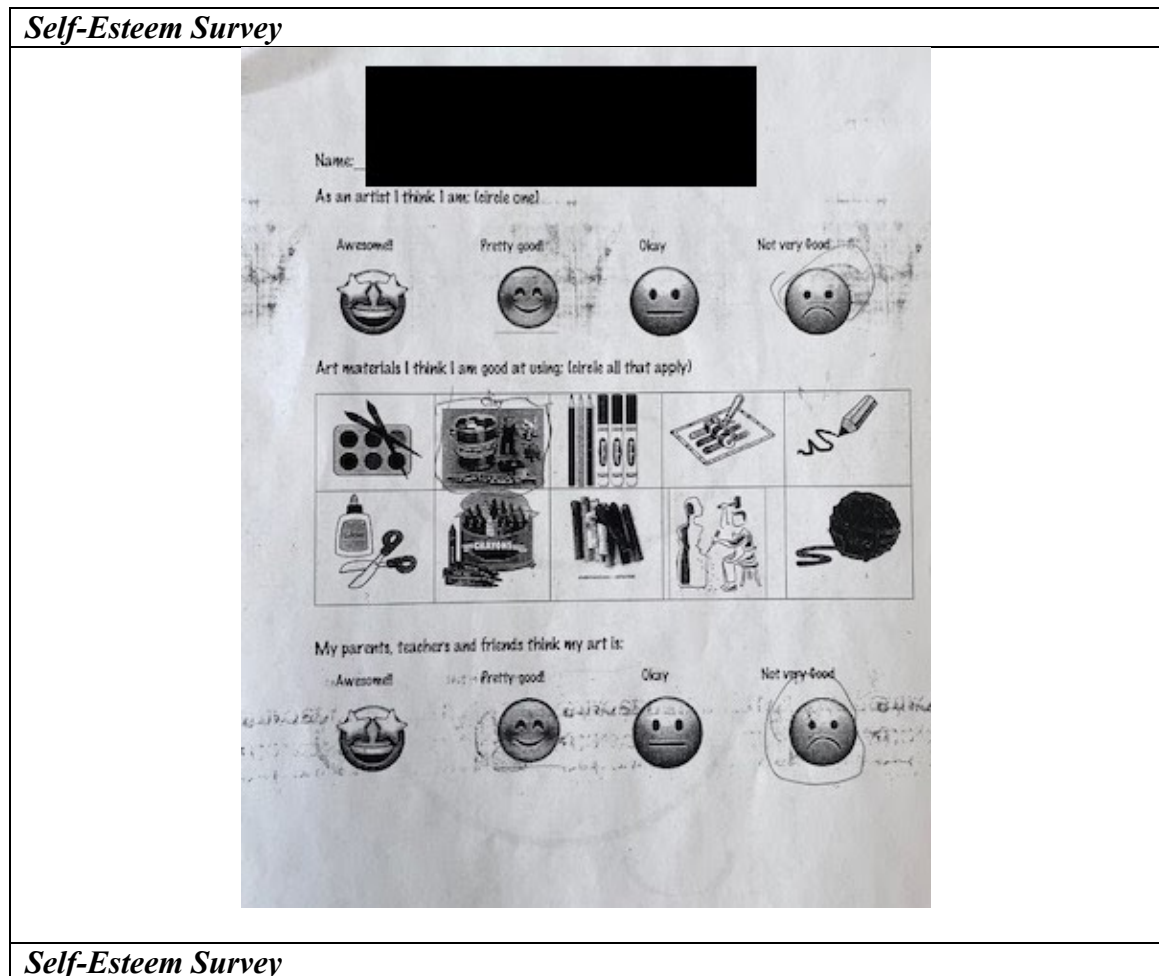 Self-Esteem Survey
Name:
As an artist I think I am: (circle one)
Awesome!! Pretty good! Okay Not very Good
Art materials I think I am good at using: (circle all that apply)
Clay
CRAYONS
My parents, teachers and friends think my art is:
Awesome!! Pretty good! Okay Not very Good
Self-Esteem Survey